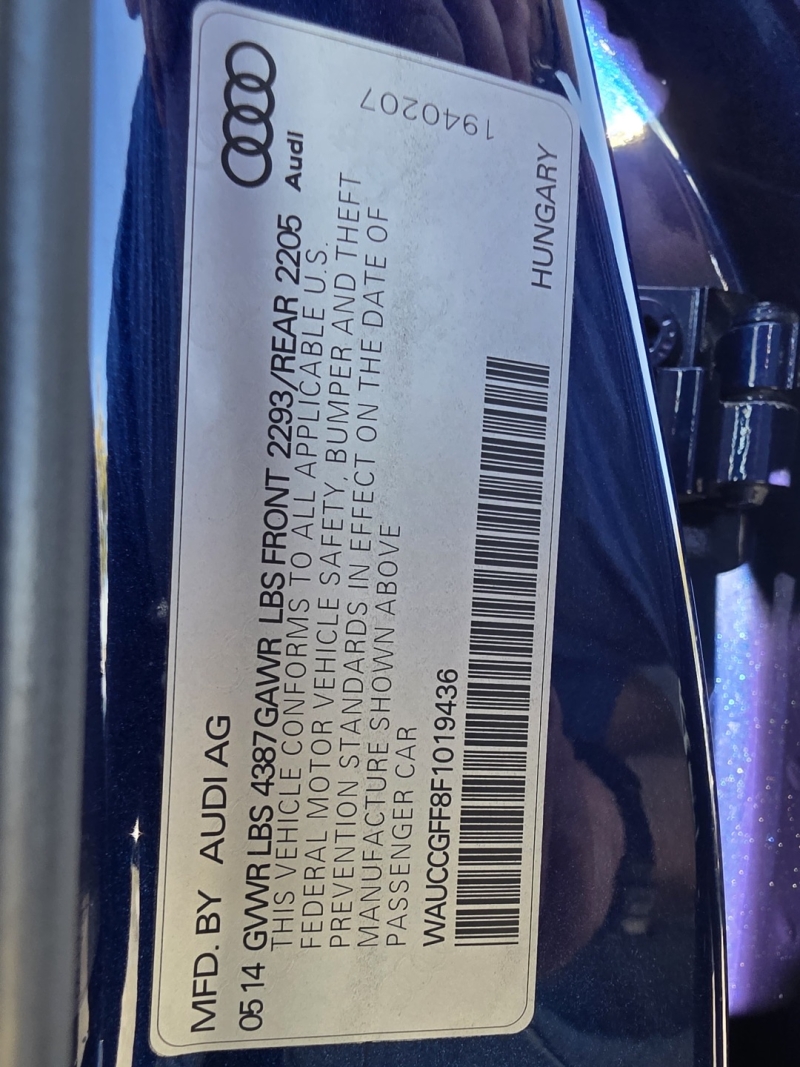 MFD. BY AUDI AG
0514 GVWR LBS 4387 GAWR LBS FRONT 2293/REAR 2205
Audi
THIS VEHICLE CONFORMS TO ALL APPLICABLE U.S.
FEDERAL MOTOR VEHICLE SAFETY, BUMPER AND THEFT
PREVENTION STANDARDS IN EFFECT ON THE DATE OF
MANUFACTURE SHOWN ABOVE
PASSENGER CAR
WAUCCGFF8F1019436
HUNGARY
1940207